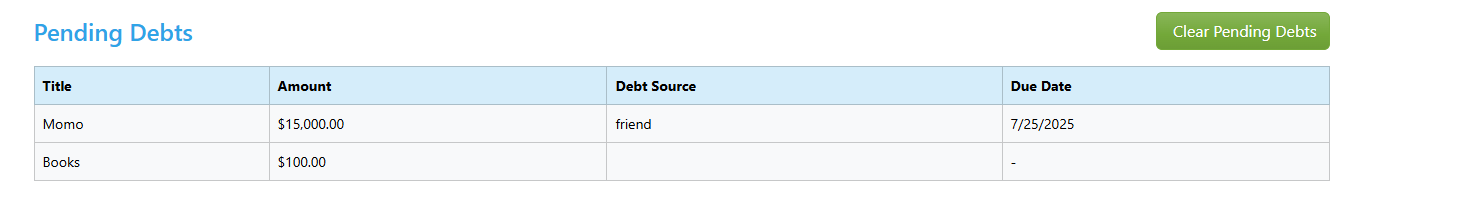 Pending Debts
Clear Pending Debts
Title Amount Debt Source Due Date
Momo $15,000.00 friend 7/25/2025
Books $100.00 -